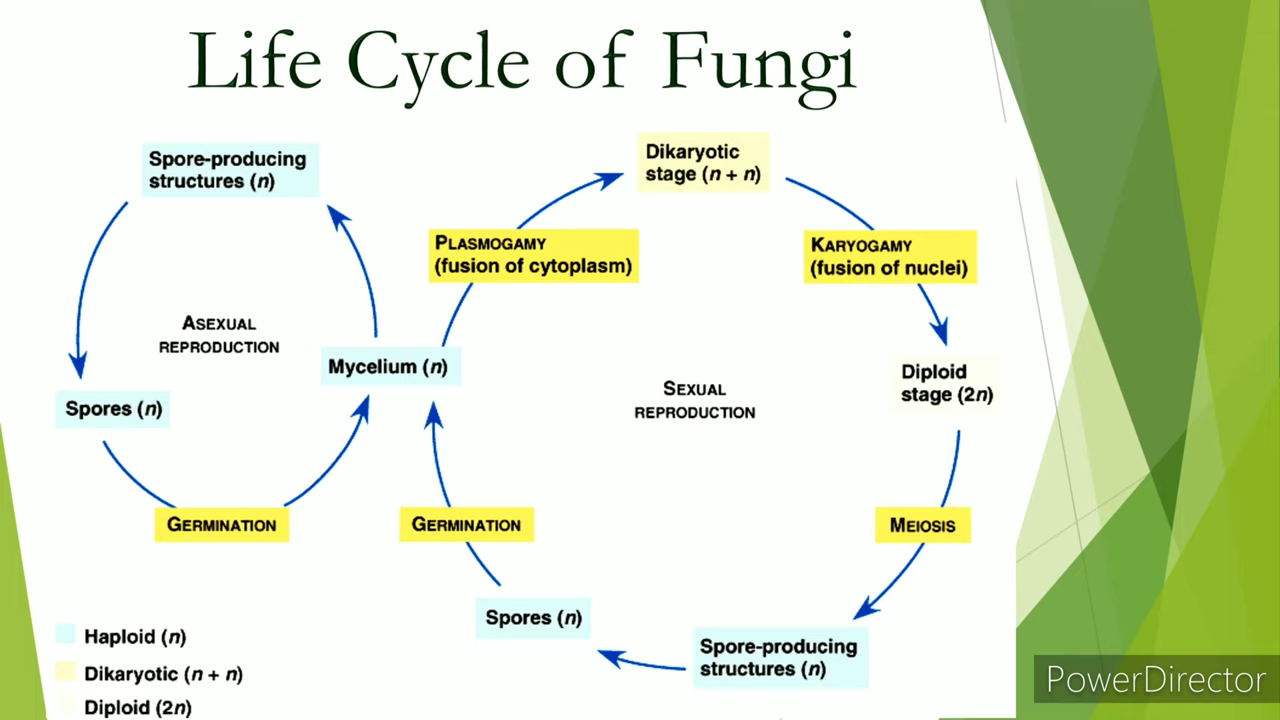 Life Cycle of Fungi
Spore-producing
structures (n)
Dikaryotic
stage (n + n)
PLASMOGAMY
(fusion of cytoplasm)
KARYOGAMY
(fusion of nuclei)
ASEXUAL
REPRODUCTION
Mycelium (n)
Spores (n)
SEXUAL
REPRODUCTION
Diploid
stage (2n)
GERMINATION
GERMINATION
MEIOSIS
Spores (n)
Spore-producing
structures (n)
Haploid (n)
Dikaryotic (n + n)
Diploid (2n)
PowerDirector